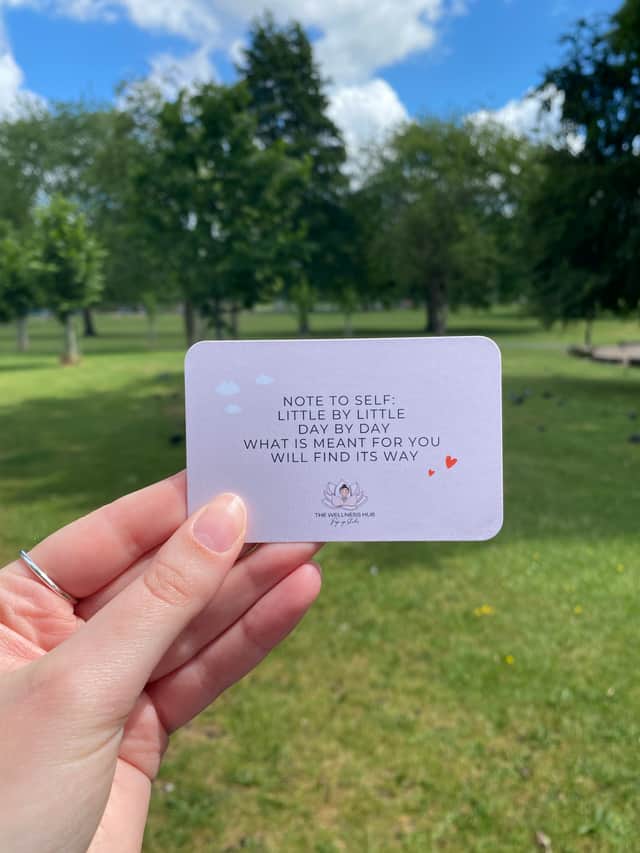 NOTE TO SELF:
LITTLE BY LITTLE
DAY BY DAY
WHAT IS MEANT FOR YOU
WILL FIND ITS WAY
THE WELLNESS HUB